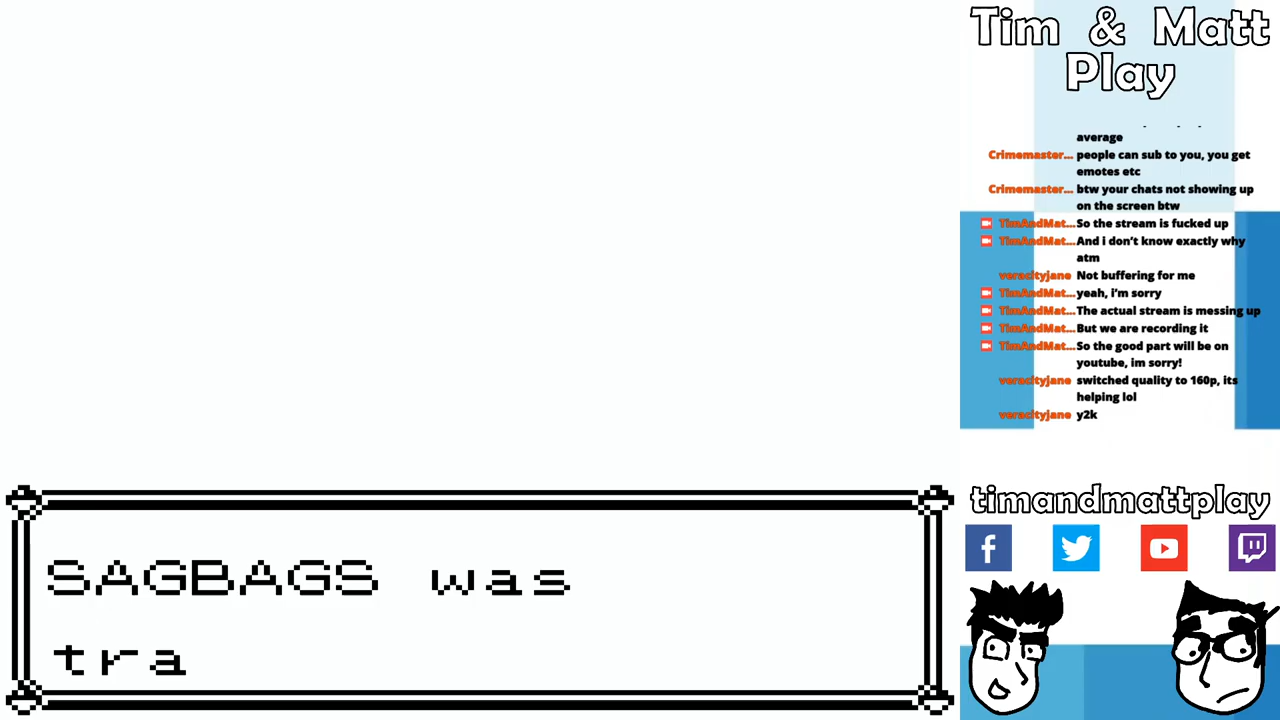 Tim & Matt
Play
average
Crimemaster... people can sub to you, you get
emotes etc
Crimemaster... btw your chats not showing up
on the screen btw
TimAndMat... So the stream is fucked up
TimAndMat... And i don't know exactly why
atm
veracityjane Not buffering for me
TimAndMat... yeah, i'm sorry
TimAndMat... The actual stream is messing up
TimAndMat... But we are recording it
TimAndMat... So the good part will be on
youtube, im sorry!
veracityjane switched quality to 160p, its
helping lol
veracityjane y2k
SAGBAGS was
tra
timandmattplay